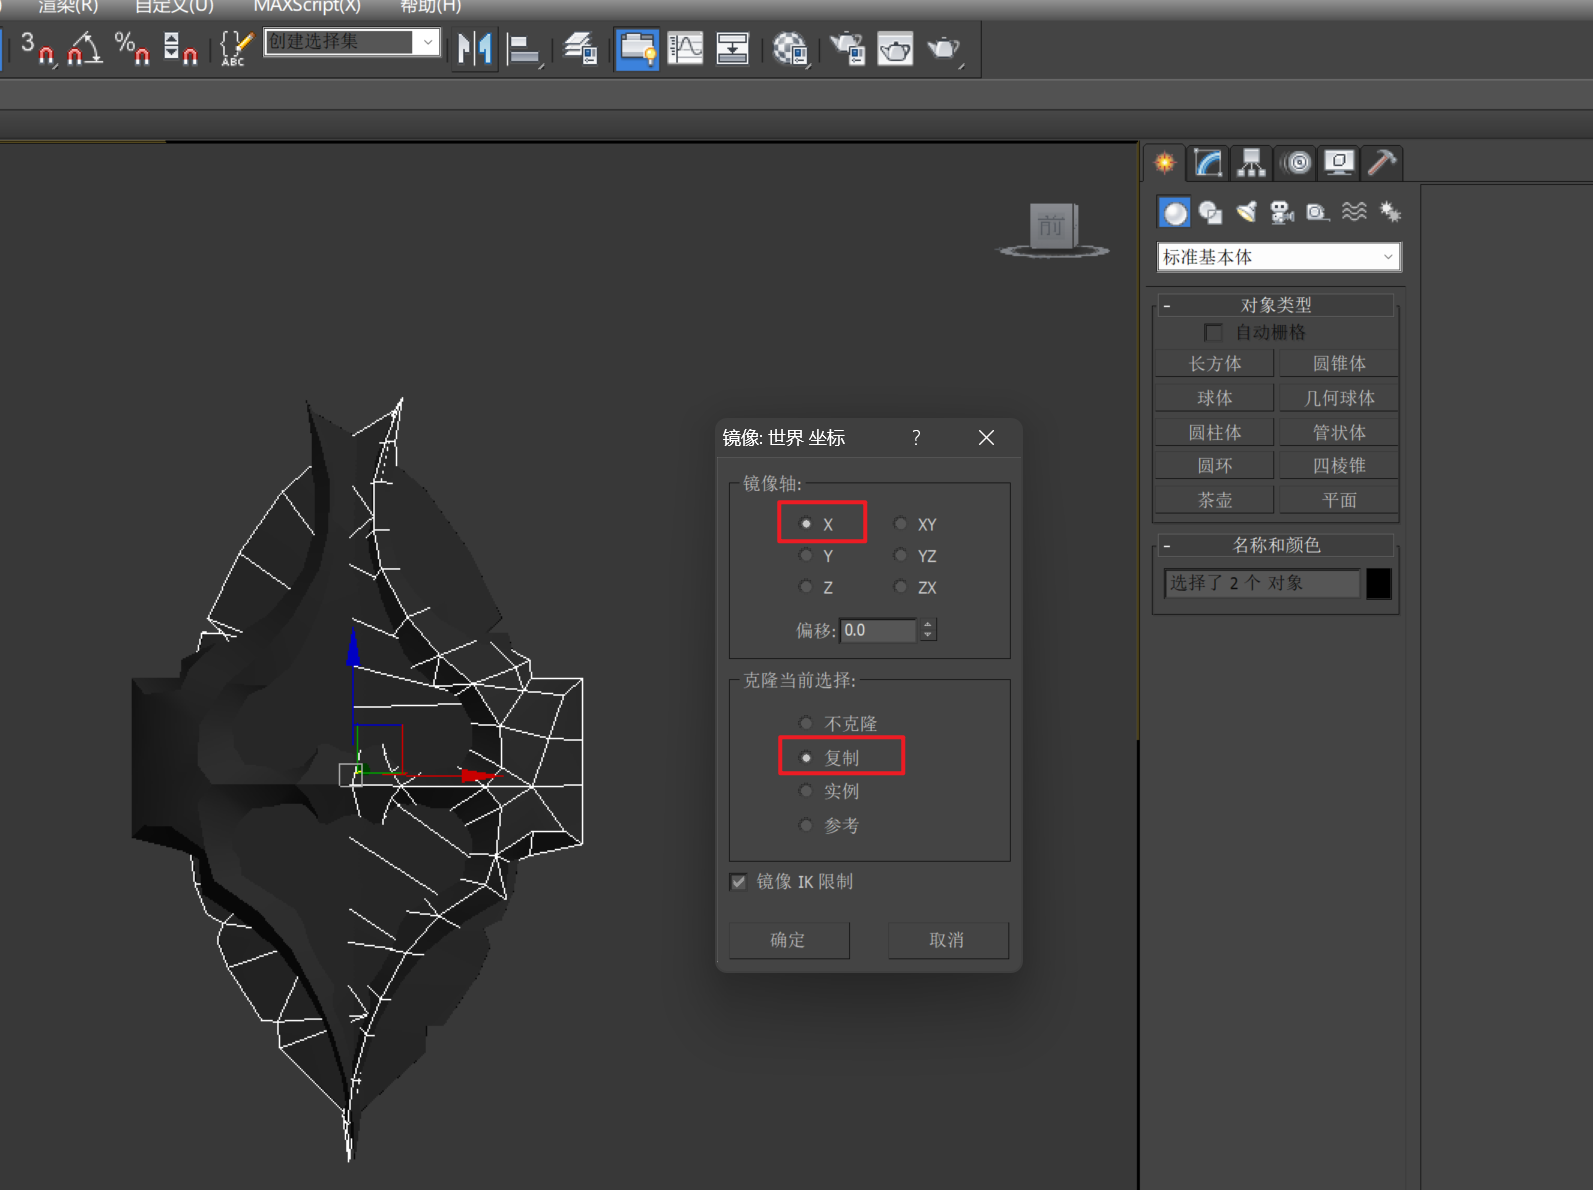 渲染(R) 自定义(U) MAXScript(X) 帮助(H)
3 % {} ABC 创建选择集
前
标准基本体
- 对象类型
自动栅格
长方体 圆锥体
球体 几何球体
圆柱体 管状体
圆环 四棱锥
茶壶 平面
- 名称和颜色
选择了 2 个 对象
镜像: 世界 坐标 ?
镜像轴:
X XY
Y YZ
Z ZX
偏移: 0.0
克隆当前选择:
不克隆
复制
实例
参考
镜像 IK 限制
确定 取消